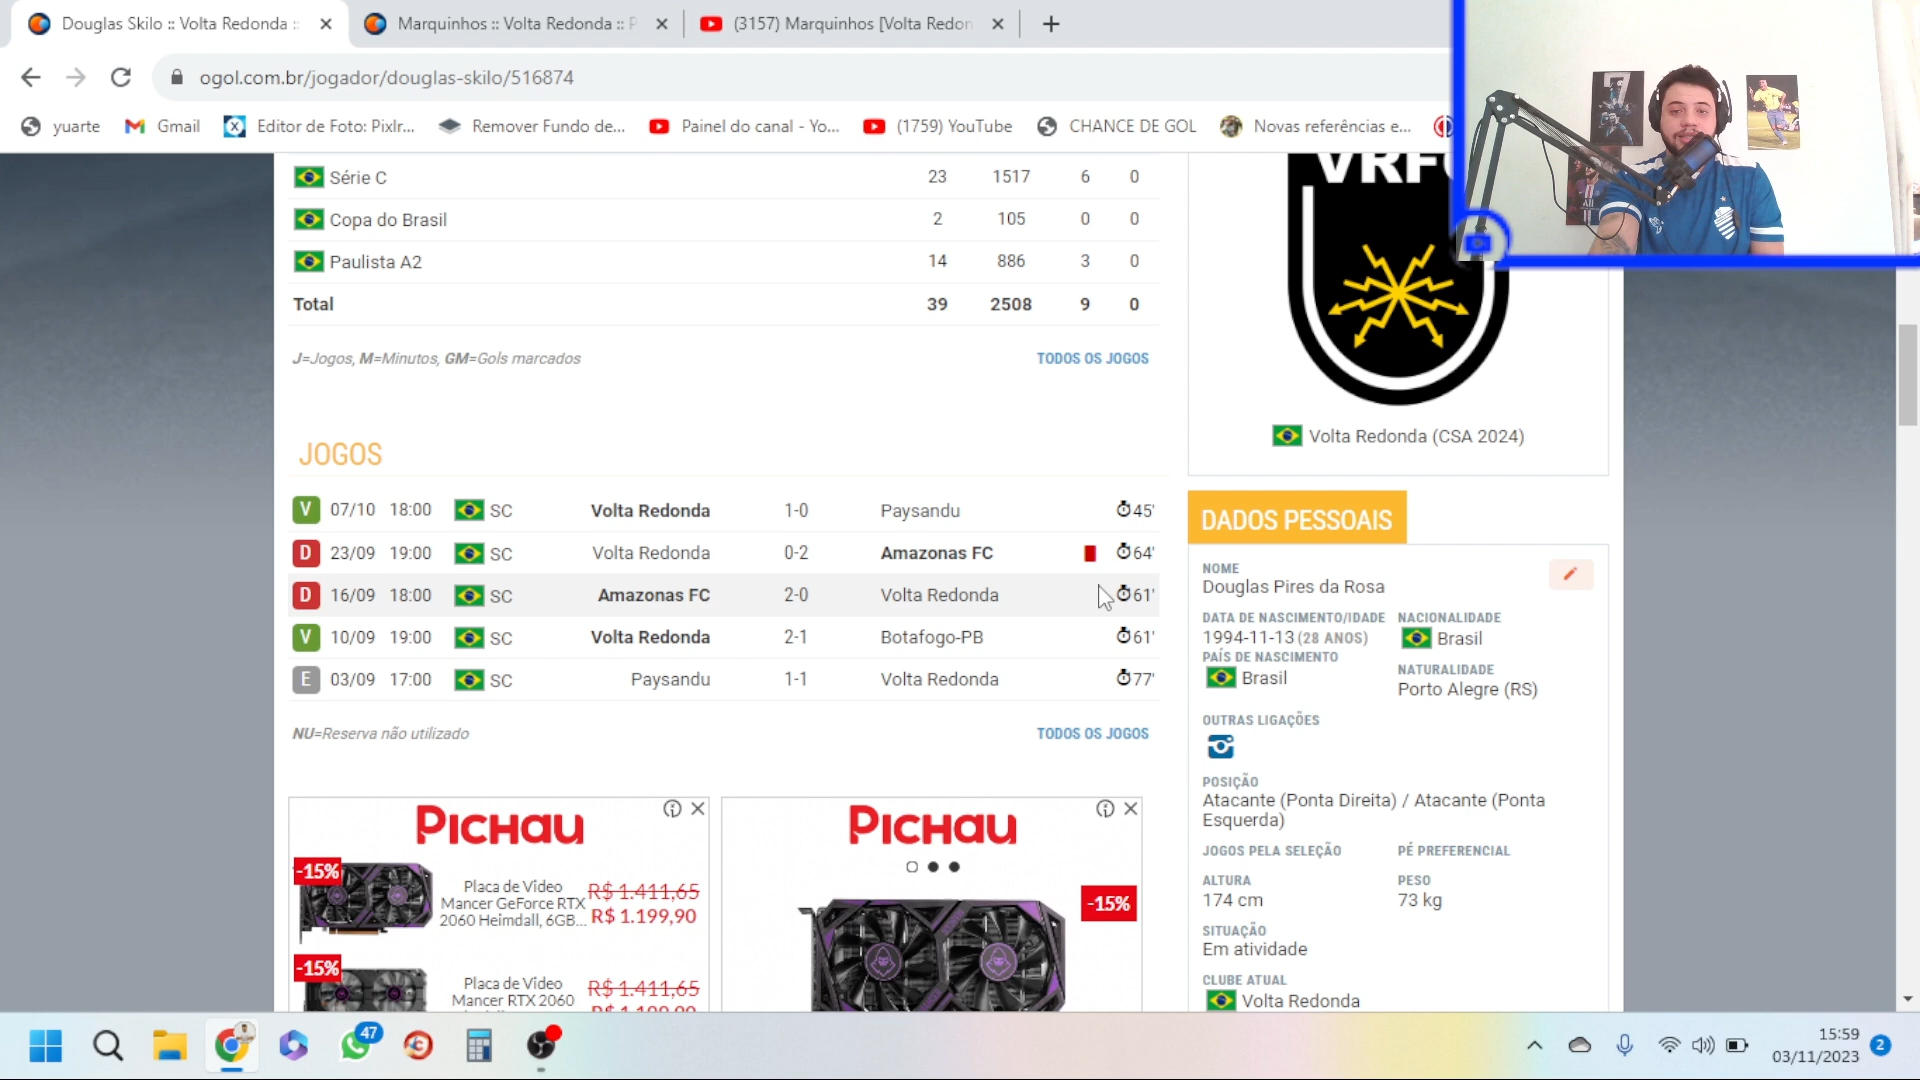 Douglas Skilo :: Volta Redonda ::
Marquinhos :: Volta Redonda :: P
(3157) Marquinhos [Volta Redon
ogol.com.br/jogador/douglas-skilo/516874
yuarte
Gmail
Editor de Foto: Pixlr...
Remover Fundo de...
Painel do canal - Yo...
(1759) YouTube
CHANCE DE GOL
Novas referências e...
Série C 23 1517 6 0
Copa do Brasil 2 105 0 0
Paulista A2 14 886 3 0
Total 39 2508 9 0
J=Jogos, M=Minutos, GM=Gols marcados
TODOS OS JOGOS
JOGOS
V 07/10 18:00 SC Volta Redonda 1-0 Paysandu 45'
D 23/09 19:00 SC Volta Redonda 0-2 Amazonas FC 64'
D 16/09 18:00 SC Amazonas FC 2-0 Volta Redonda 61'
V 10/09 19:00 SC Volta Redonda 2-1 Botafogo-PB 61'
E 03/09 17:00 SC Paysandu 1-1 Volta Redonda 77'
NU=Reserva não utilizado
TODOS OS JOGOS
PICHAU
-15%
Placa de Vídeo
Mancer GeForce RTX
2060 Heimdall, 6GB...
R$ 1.411,65
R$ 1.199,90
-15%
Placa de Vídeo
Mancer RTX 2060
R$ 1.411,65
PICHAU
-15%
7
VRF
Volta Redonda (CSA 2024)
DADOS PESSOAIS
NOME
Douglas Pires da Rosa
DATA DE NASCIMENTO/IDADE
1994-11-13 (28 ANOS)
NACIONALIDADE
Brasil
PAÍS DE NASCIMENTO
Brasil
NATURALIDADE
Porto Alegre (RS)
OUTRAS LIGAÇÕES
POSIÇÃO
Atacante (Ponta Direita) / Atacante (Ponta
Esquerda)
JOGOS PELA SELEÇÃO
PÉ PREFERENCIAL
ALTURA
174 cm
PESO
73 kg
SITUAÇÃO
Em atividade
CLUBE ATUAL
Volta Redonda
47
15:59
03/11/2023
2